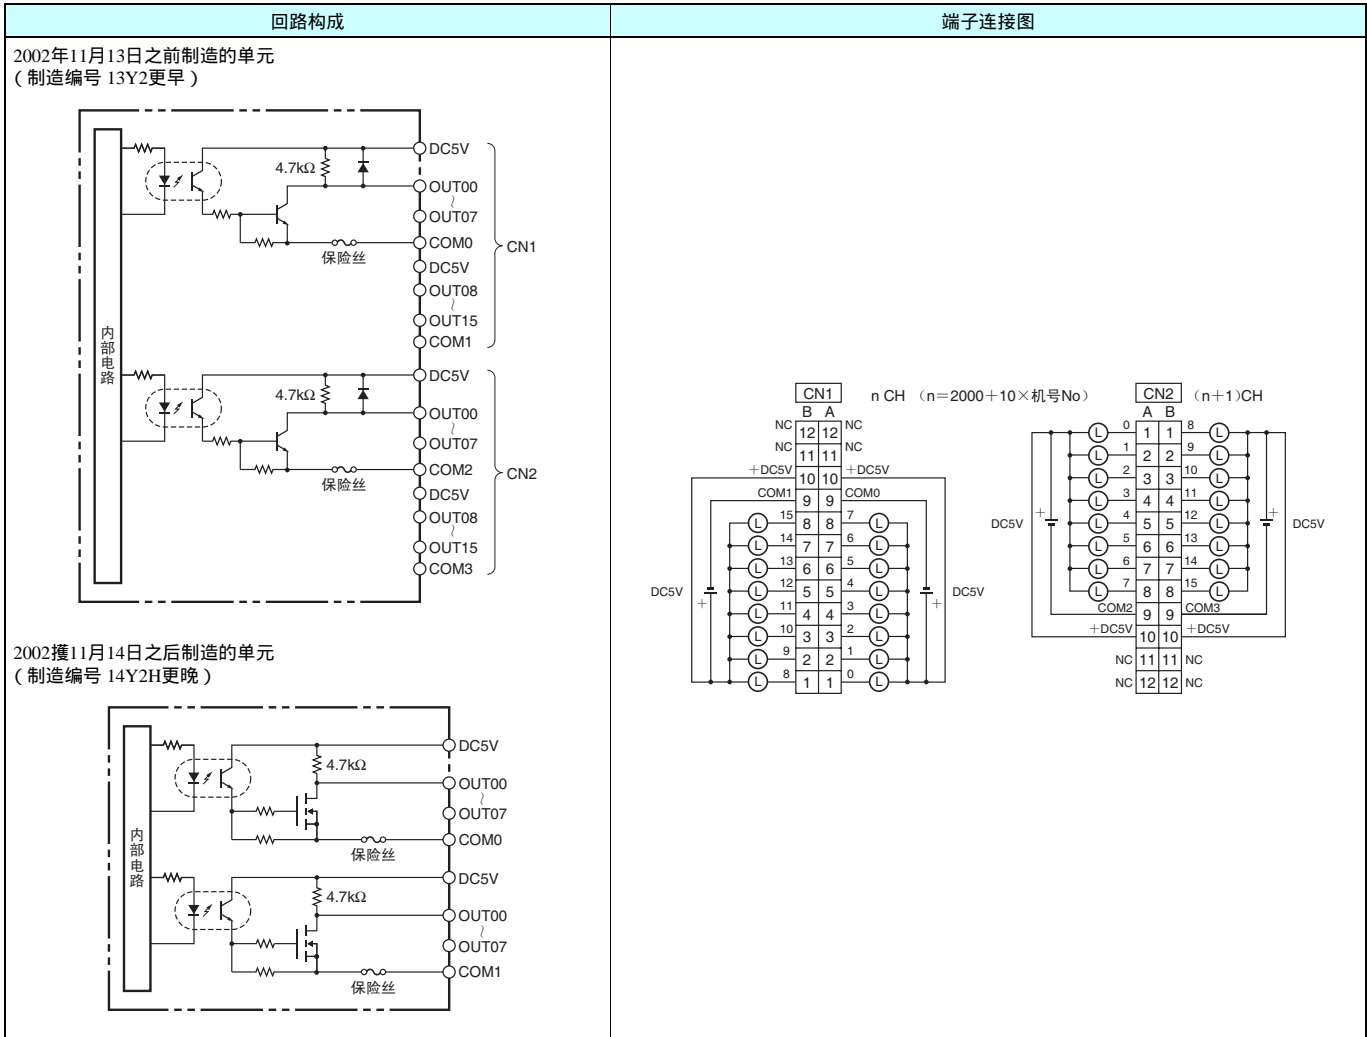 回路构成
端子连接图
2002年11月13日之前制造的单元
( 制造编号 13Y2更早 )
内部电路
4.7kΩ
保险丝
DC5V
OUT00
~
OUT07
COM0
DC5V
OUT08
~
OUT15
COM1
CN1
4.7kΩ
保险丝
DC5V
OUT00
~
OUT07
COM2
DC5V
OUT08
~
OUT15
COM3
CN2
2002擭11月14日之后制造的单元
( 制造编号 14Y2H更晚 )
内部电路
4.7kΩ
保险丝
DC5V
OUT00
~
OUT07
COM0
4.7kΩ
保险丝
DC5V
OUT00
~
OUT07
COM1
CN1 n CH （n＝2000＋10×机号No）
B A
NC 12 12 NC
NC 11 11 NC
＋DC5V 10 10 ＋DC5V
COM1 9 9 COM0
L 15 8 8 7 L
L 14 7 7 6 L
L 13 6 6 5 L
DC5V ＋ L 12 5 5 4 L ＋ DC5V
L 11 4 4 3 L
L 10 3 3 2 L
L 9 2 2 1 L
L 8 1 1 0 L
CN2 （n＋1）CH
A B
L 0 1 1 8 L
L 1 2 2 9 L
L 2 3 3 10 L
L 3 4 4 11 L
DC5V ＋ L 4 5 5 12 L ＋ DC5V
L 5 6 6 13 L
L 6 7 7 14 L
L 7 8 8 15 L
COM2 9 9 COM3
＋DC5V 10 10 ＋DC5V
NC 11 11 NC
NC 12 12 NC